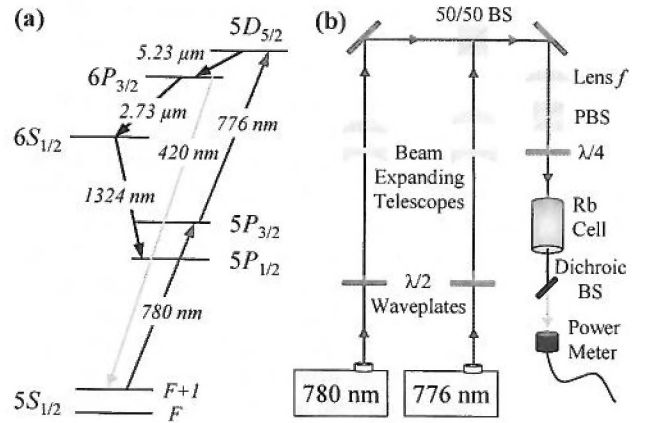 (a)
5D5/2
5.23 μm
6P3/2
2.73 μm
776 nm
6S1/2
420 nm
1324 nm
5P3/2
5P1/2
780 nm
F+1
5S1/2
F
(b)
50/50 BS
Lens f
PBS
λ/4
Beam
Expanding
Telescopes
Rb
Cell
λ/2
Waveplates
Dichroic
BS
Power
Meter
780 nm
776 nm